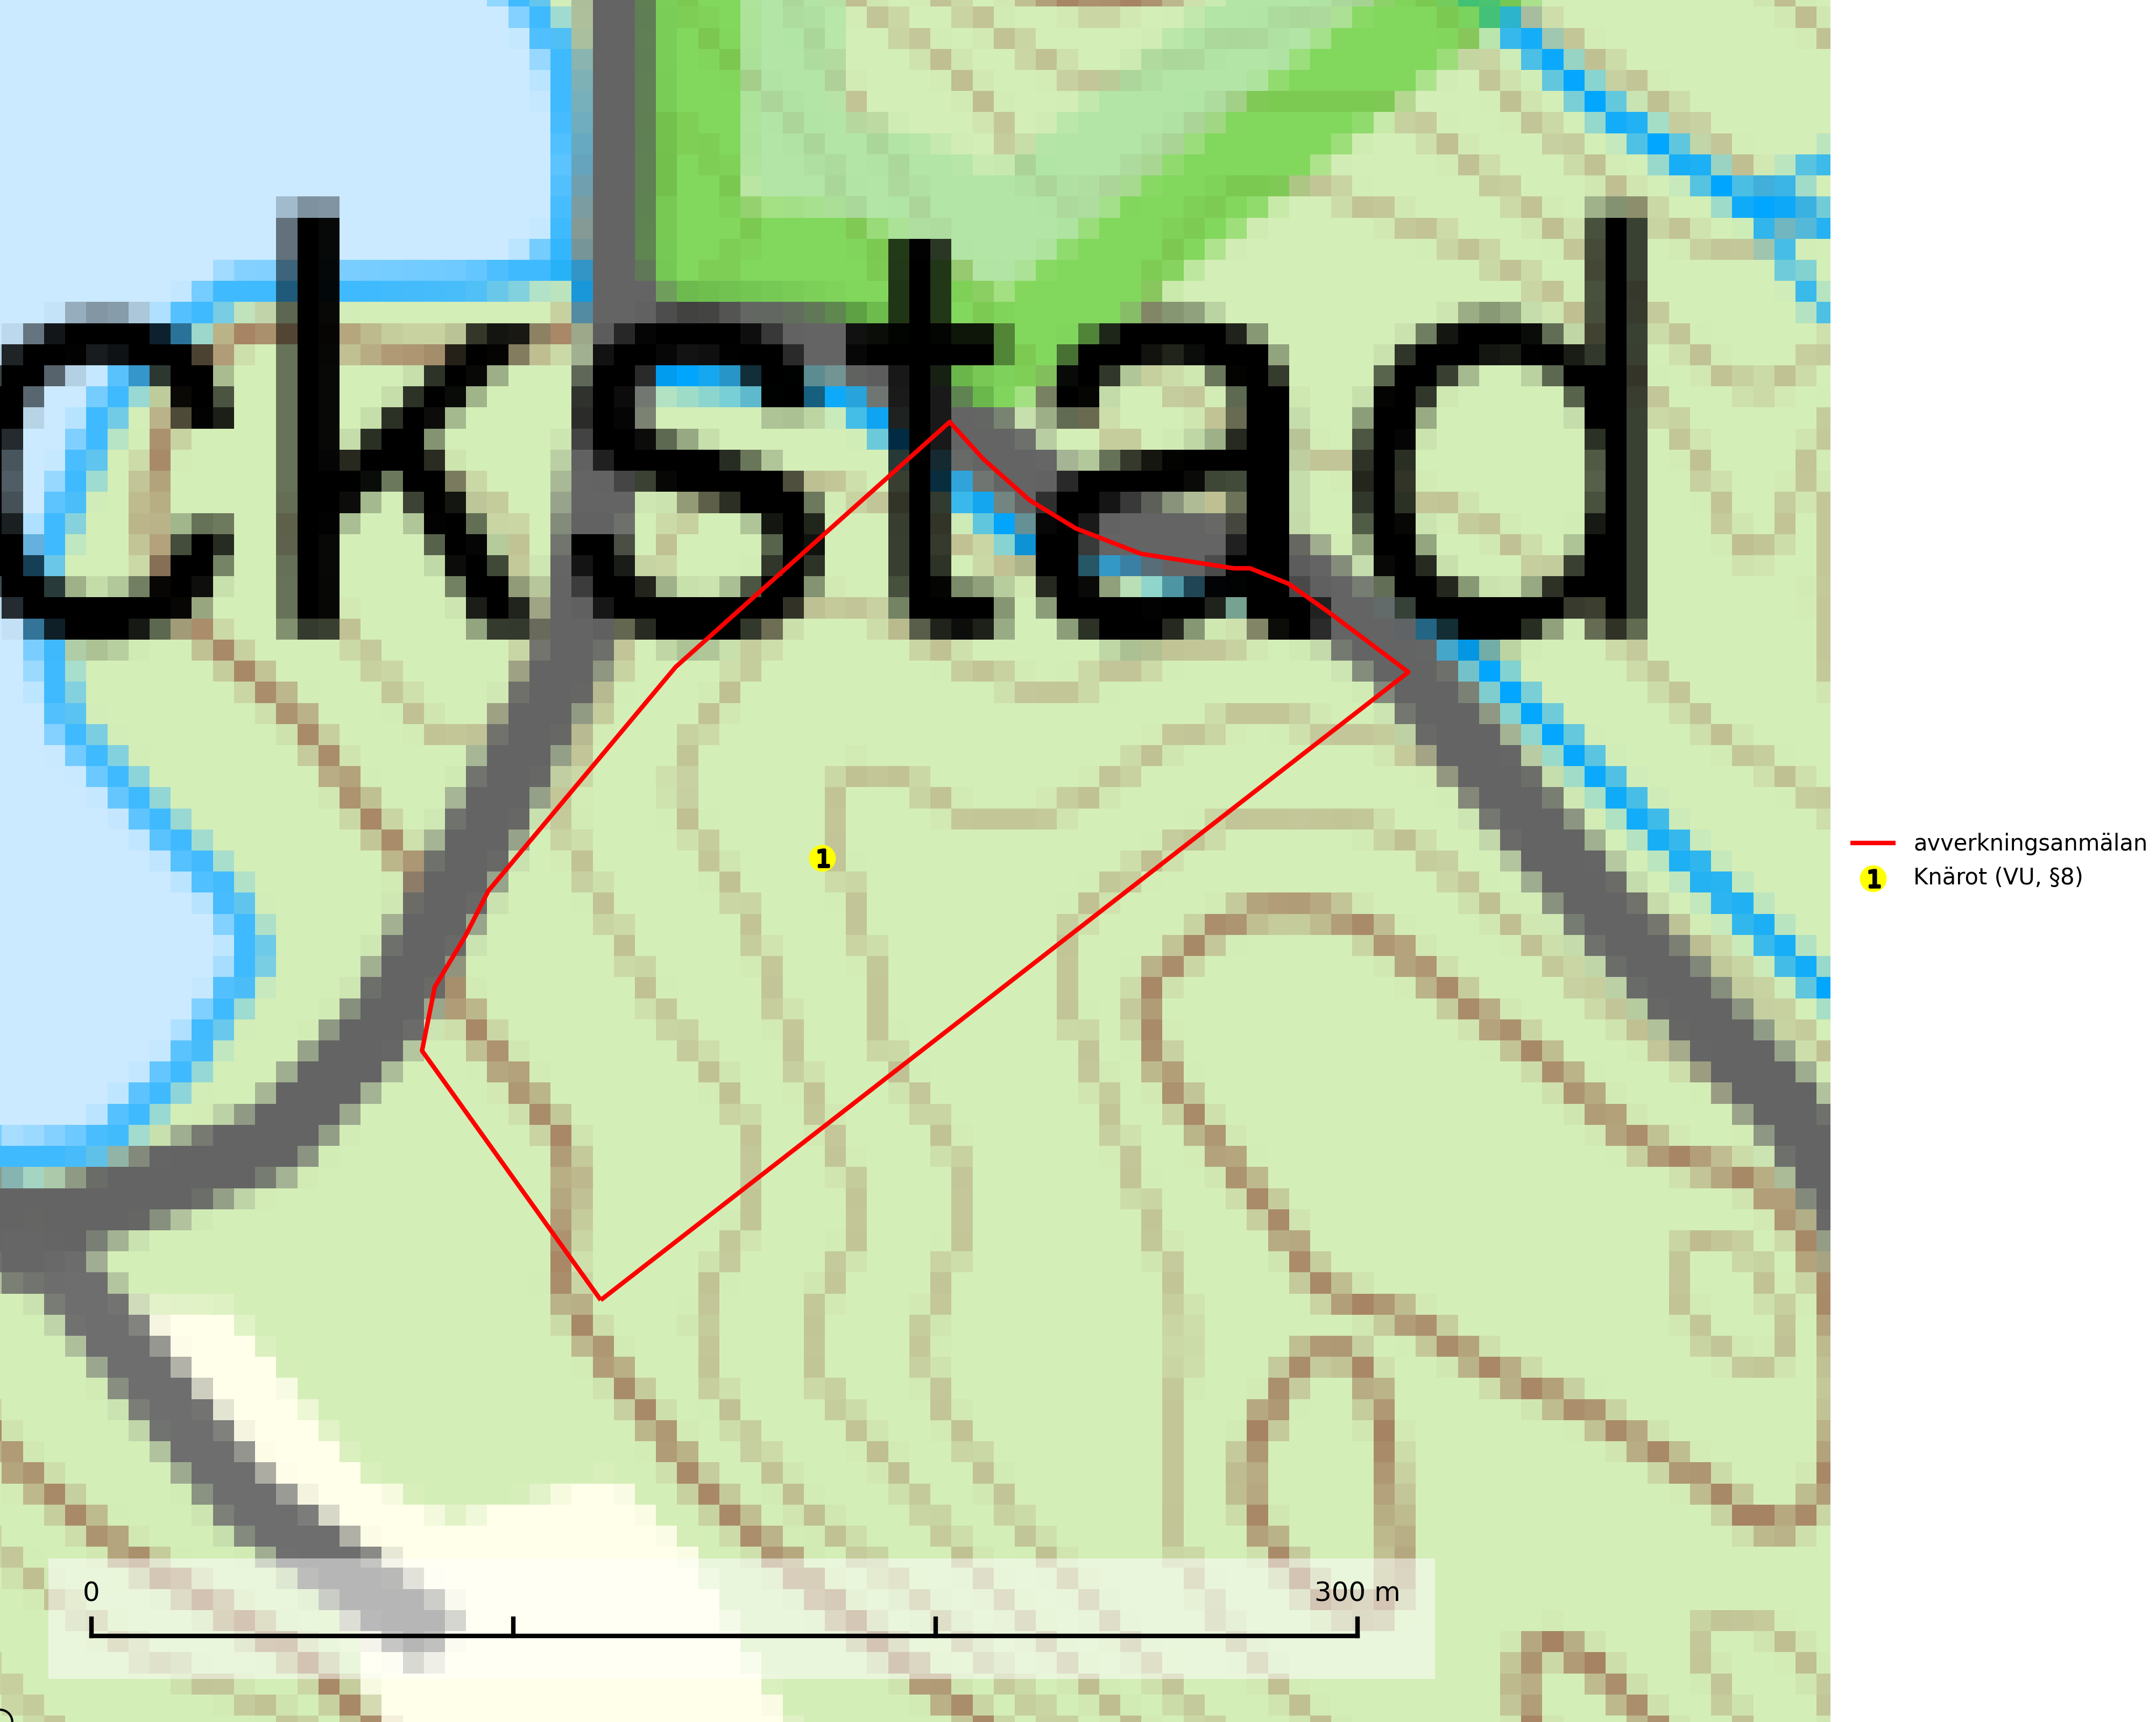 ckstad
1
avverkningsanmälan
1 Knärot (VU, §8)
0 300 m